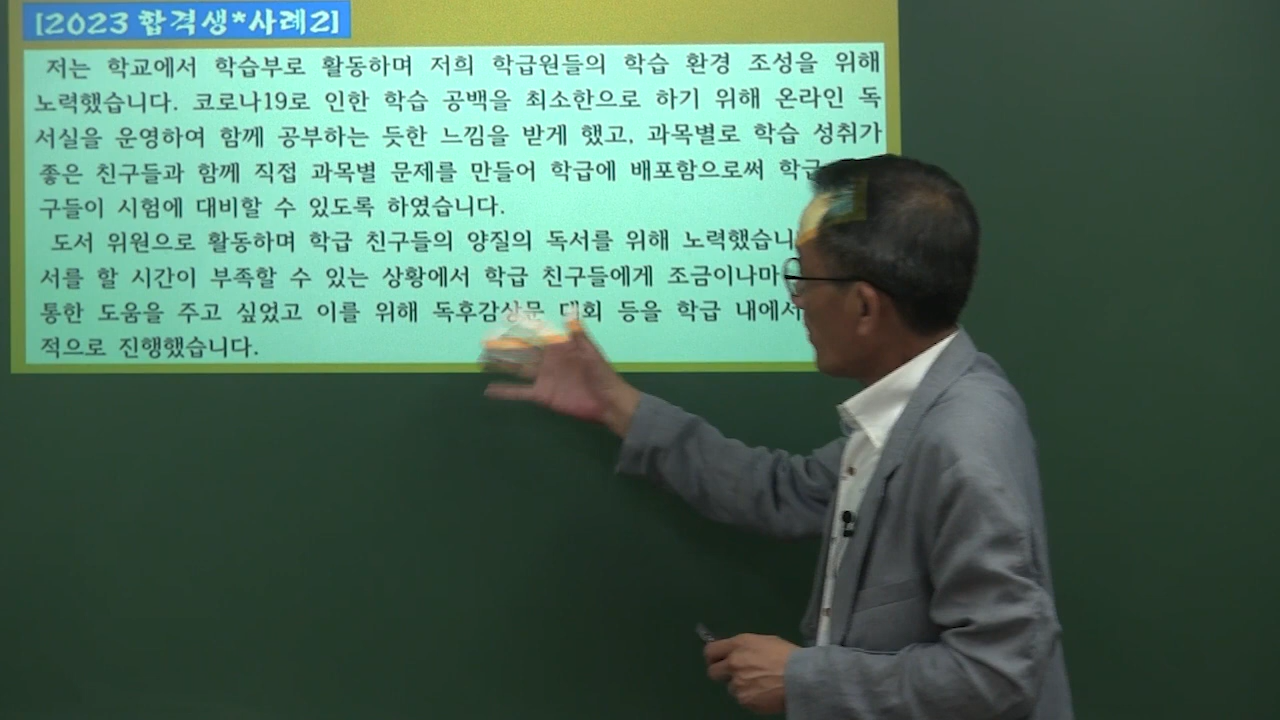 [2023 합격생*사례2]
저는 학교에서 학습부로 활동하며 저희 학급원들의 학습 환경 조성을 위해
노력했습니다. 코로나19로 인한 학습 공백을 최소한으로 하기 위해 온라인 독
서실을 운영하여 함께 공부하는 듯한 느낌을 받게 했고, 과목별로 학습 성취가
좋은 친구들과 함께 직접 과목별 문제를 만들어 학급에 배포함으로써 학급
구들이 시험에 대비할 수 있도록 하였습니다.
도서 위원으로 활동하며 학급 친구들의 양질의 독서를 위해 노력했습니
서를 할 시간이 부족할 수 있는 상황에서 학급 친구들에게 조금이나마
통한 도움을 주고 싶었고 이를 위해 독후감상문 대회 등을 학급 내에서
적으로 진행했습니다.